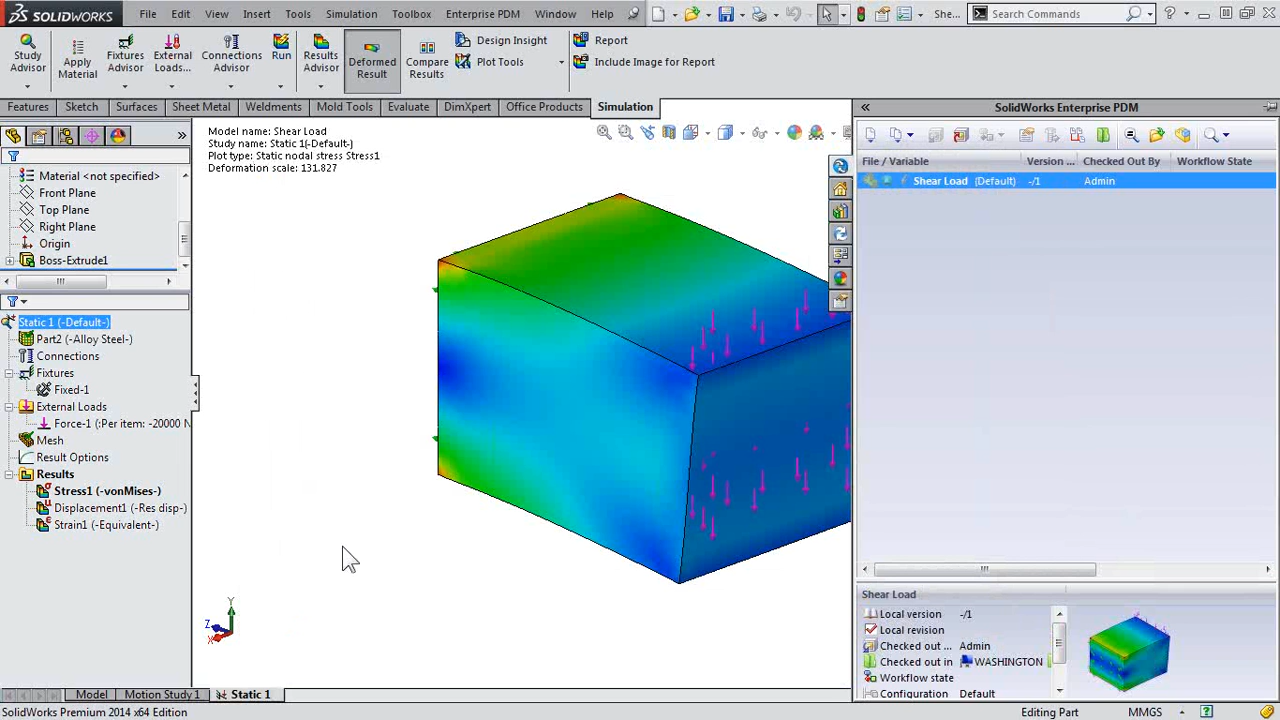 SOLIDWORKS File Edit View Insert Tools Simulation Toolbox Enterprise PDM Window Help She... Search Commands
Study Advisor
Apply Material
Fixtures Advisor
External Loads...
Connections Advisor
Run
Results Advisor
Deformed Result
Compare Results
Design Insight
Plot Tools
Report
Include Image for Report
Features Sketch Surfaces Sheet Metal Weldments Mold Tools Evaluate DimXpert Office Products Simulation
SolidWorks Enterprise PDM
Model name: Shear Load
Study name: Static 1(-Default-)
Plot type: Static nodal stress Stress1
Deformation scale: 131.827
Material <not specified>
Front Plane
Top Plane
Right Plane
Origin
Boss-Extrude1
Static 1 (-Default-)
Part2 (-Alloy Steel-)
Connections
Fixtures
Fixed-1
External Loads
Force-1 (:Per item: -20000 N
Mesh
Result Options
Results
Stress1 (-vonMises-)
Displacement1 (-Res disp-)
Strain1 (-Equivalent-)
Y
Z
X
File / Variable Version ... Checked Out By Workflow State
Shear Load (Default) -/1 Admin
Shear Load
Local version -/1
Local revision
Checked out ... Admin
Checked out in WASHINGTON
Workflow state
Configuration Default
Model Motion Study 1 Static 1
SolidWorks Premium 2014 x64 Edition Editing Part MMGS